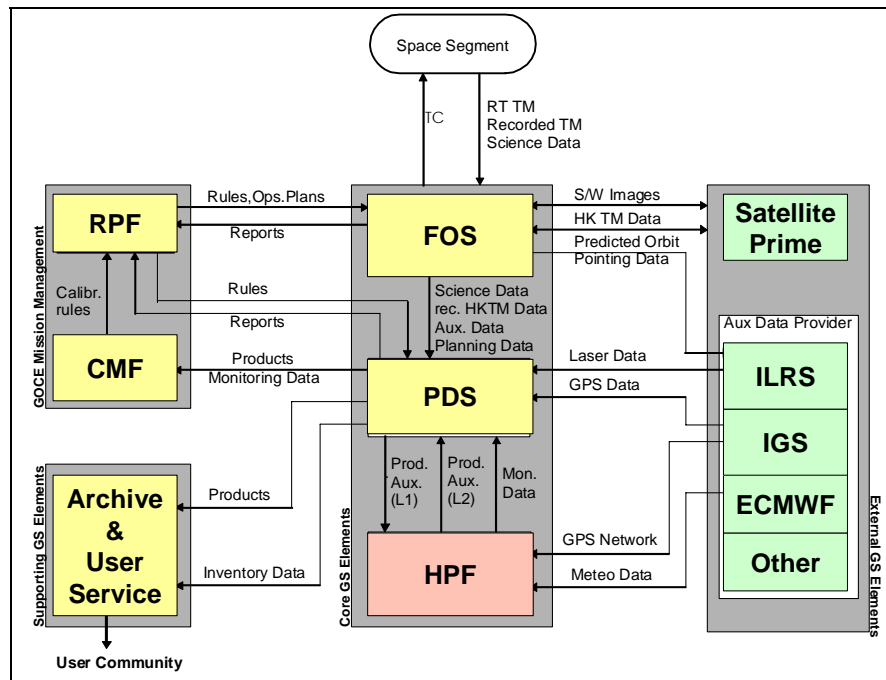 Space Segment
TC
RT TM
Recorded TM
Science Data
GOCE Mission Management
RPF
Rules,Ops.Plans
Reports
FOS
S/W Images
HK TM Data
Predicted Orbit
Pointing Data
Satellite
Prime
Calibr.
rules
Rules
Reports
Science Data
rec. HKTM Data
Aux. Data
Planning Data
Aux Data Provider
CMF
Products
Monitoring Data
PDS
Laser Data
GPS Data
ILRS
IGS
ECMWF
Other
Supporting GS Elements
Archive
&
User
Service
Products
Inventory Data
Prod.
Aux.
(L1)
Prod.
Aux.
(L2)
Mon.
Data
Core GS Elements
HPF
GPS Network
Meteo Data
External GS Elements
User Community